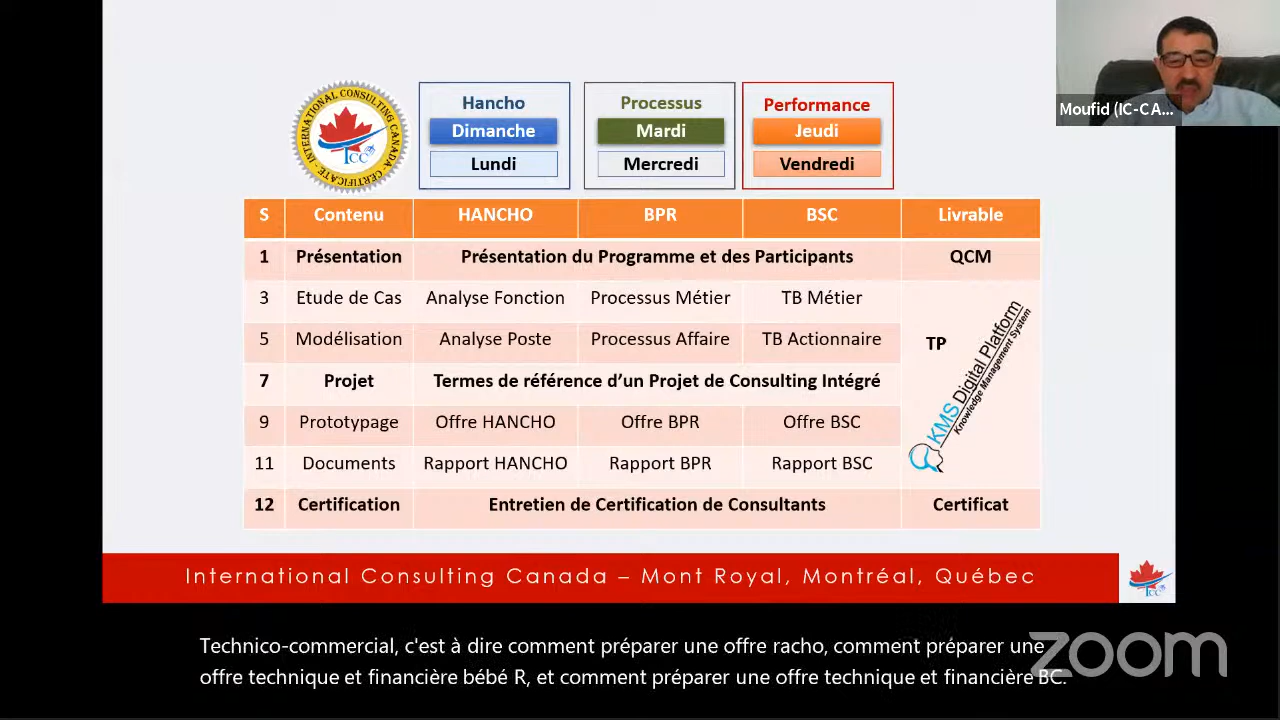 INTERNATIONAL CONSULTING CANADA - CERTIFICATE -
ICC
Hancho
Dimanche
Lundi
Processus
Mardi
Mercredi
Performance
Jeudi
Vendredi
Moufid (IC-CA...
S Contenu HANCHO BPR BSC Livrable
1 Présentation Présentation du Programme et des Participants QCM
3 Etude de Cas Analyse Fonction Processus Métier TB Métier
5 Modélisation Analyse Poste Processus Affaire TB Actionnaire
TP
7 Projet Termes de référence d’un Projet de Consulting Intégré
9 Prototypage Offre HANCHO Offre BPR Offre BSC
11 Documents Rapport HANCHO Rapport BPR Rapport BSC
KMS Digital Platform
Knowledge Management System
12 Certification Entretien de Certification de Consultants Certificat
International Consulting Canada – Mont Royal, Montréal, Québec
ICC
Technico-commercial, c'est à dire comment préparer une offre racho, comment préparer une
offre technique et financière bébé R, et comment préparer une offre technique et financière BC.
zoom